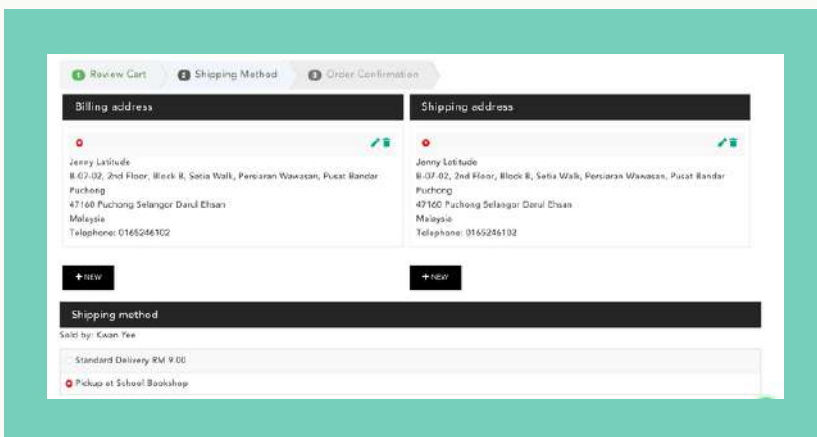 1 Review Cart
2 Shipping Method
3 Order Confirmation
Billing address
Jenny Latitude
B-07-02, 2nd Floor, Block B, Setia Walk, Persiaran Wawasan, Pusat Bandar
Puchong
47160 Puchong Selangor Darul Ehsan
Malaysia
Telephone: 0165246102
+ NEW
Shipping address
Jenny Latitude
B-07-02, 2nd Floor, Block B, Setia Walk, Persiaran Wawasan, Pusat Bandar
Puchong
47160 Puchong Selangor Darul Ehsan
Malaysia
Telephone: 0165246102
+ NEW
Shipping method
Sold by: Kwan Yee
Standard Delivery RM 9.00
Pickup at School Bookshop